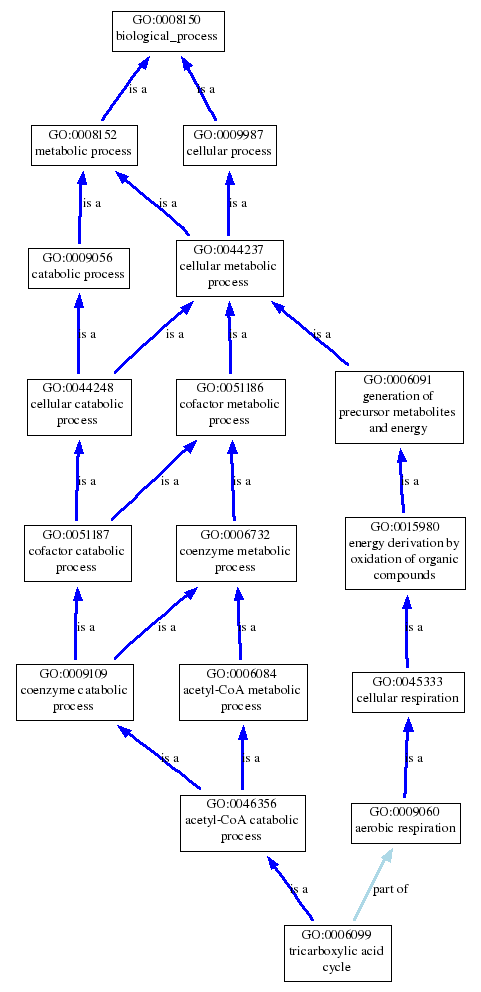 GO:0008150
biological_process
is a
is a
GO:0008152
metabolic process
GO:0009987
cellular process
is a
is a
is a
GO:0009056
catabolic process
GO:0044237
cellular metabolic
process
is a
is a
is a
is a
GO:0044248
cellular catabolic
process
GO:0051186
cofactor metabolic
process
GO:0006091
generation of
precursor metabolites
and energy
is a
is a
is a
is a
GO:0051187
cofactor catabolic
process
GO:0006732
coenzyme metabolic
process
GO:0015980
energy derivation by
oxidation of organic
compounds
is a
is a
is a
is a
GO:0009109
coenzyme catabolic
process
GO:0006084
acetyl-CoA metabolic
process
GO:0045333
cellular respiration
is a
is a
is a
GO:0046356
acetyl-CoA catabolic
process
GO:0009060
aerobic respiration
is a
part of
GO:0006099
tricarboxylic acid
cycle